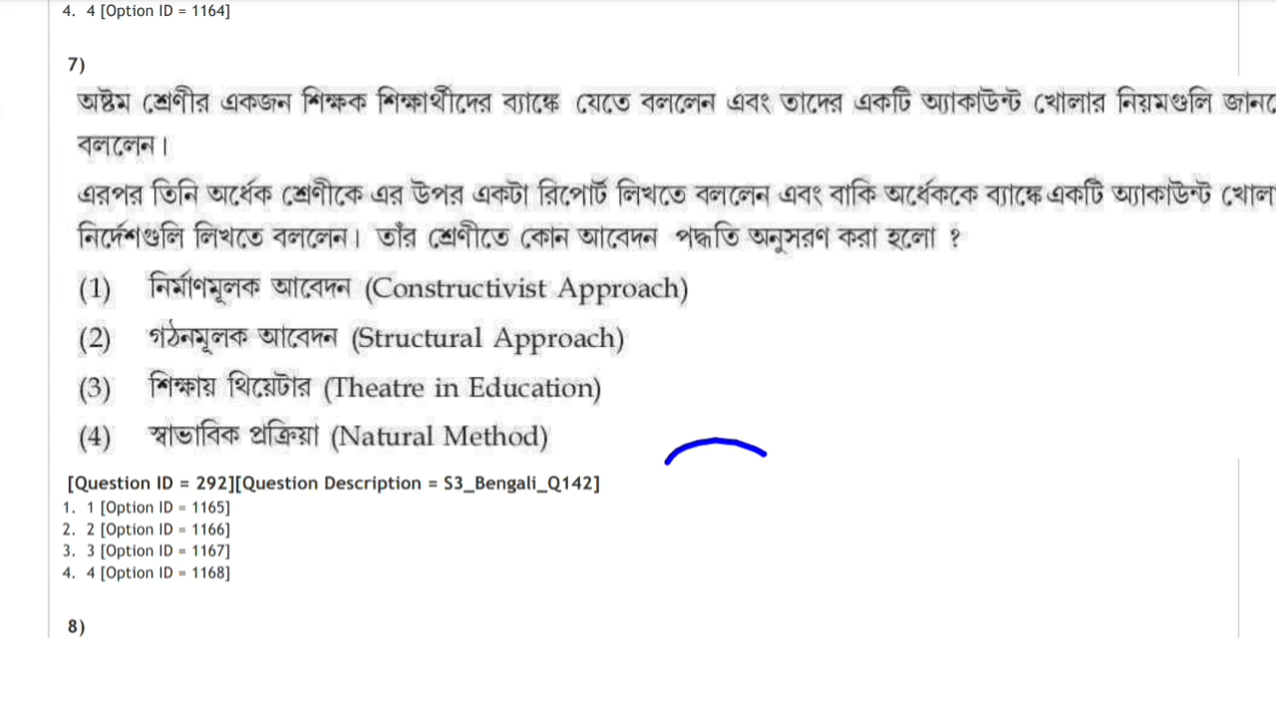 4. 4 [Option ID = 1164]
7)
অষ্টম শ্রেণীর একজন শিক্ষক শিক্ষার্থীদের ব্যাঙ্কে যেতে বললেন এবং তাদের একটি অ্যাকাউন্ট খোলার নিয়মগুলি জানতে
বললেন।
এরপর তিনি অর্ধেক শ্রেণীকে এর উপর একটা রিপোর্ট লিখতে বললেন এবং বাকি অর্ধেককে ব্যাঙ্কে একটি অ্যাকাউন্ট
নির্দেশগুলি লিখতে বললেন। তাঁর শ্রেণীতে কোন আবেদন পদ্ধতি অনুসরণ করা হলো ?
(1) নির্মাণমূলক আবেদন (Constructivist Approach)
(2) গঠনমূলক আবেদন (Structural Approach)
(3) শিক্ষায় থিয়েটার (Theatre in Education)
(4) স্বাভাবিক প্রক্রিয়া (Natural Method)
[Question ID = 292][Question Description = S3_Bengali_Q142]
1. 1 [Option ID = 1165]
2. 2 [Option ID = 1166]
3. 3 [Option ID = 1167]
4. 4 [Option ID = 1168]
8)